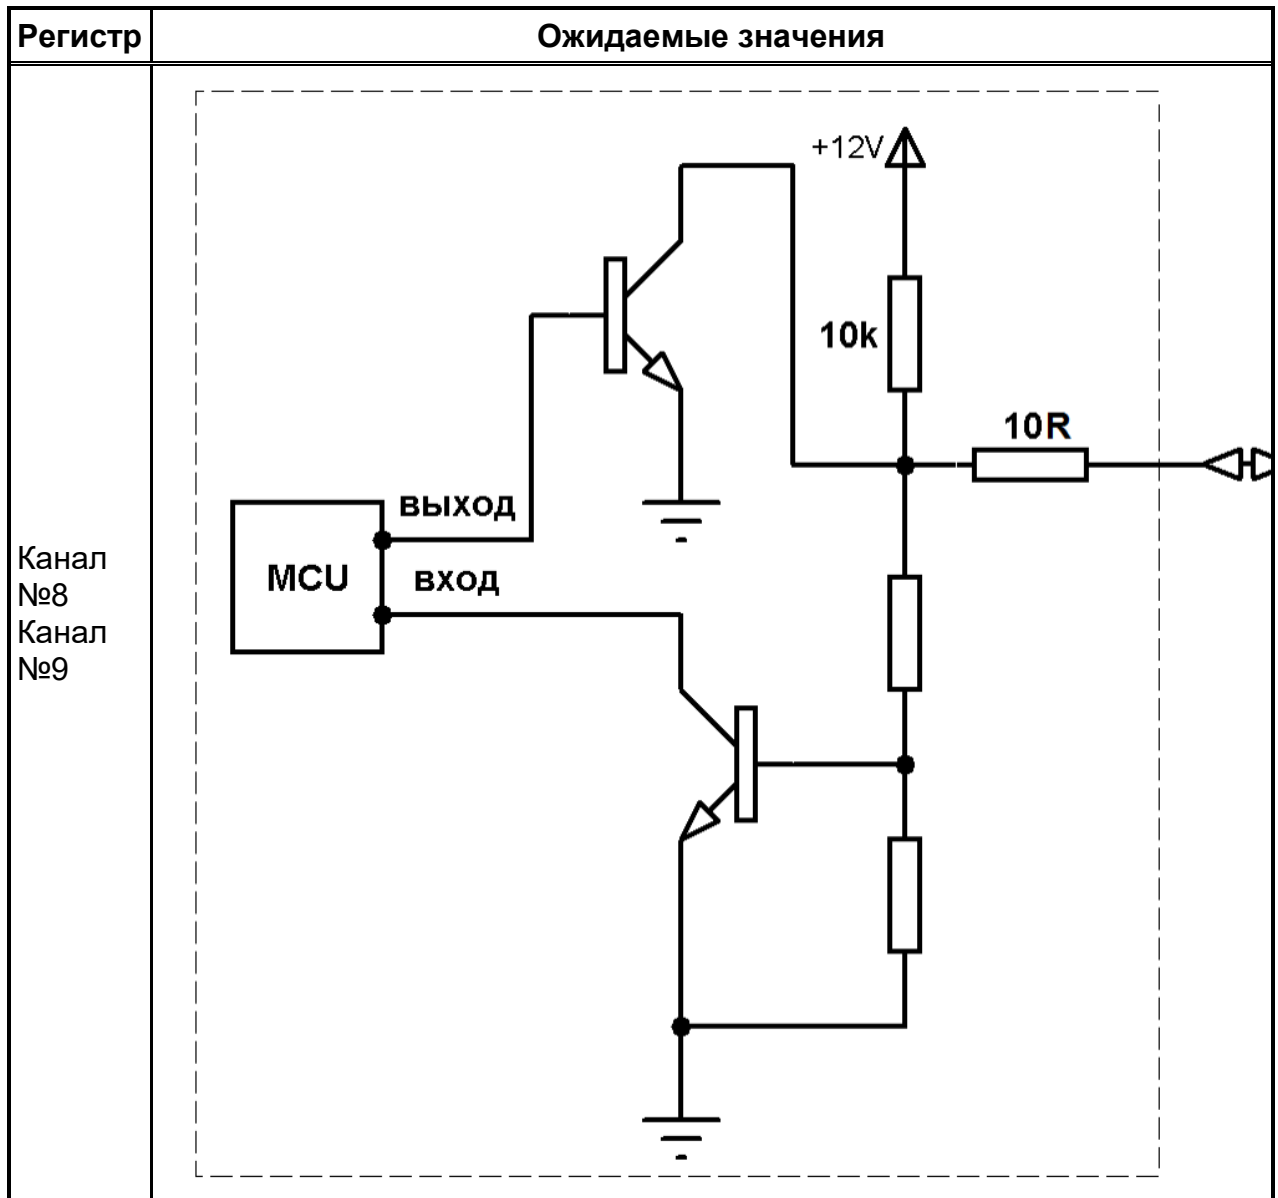 Регистр
Ожидаемые значения
+12V
10k
10R
ВЫХОД
MCU
ВХОД
Канал
№8
Канал
№9